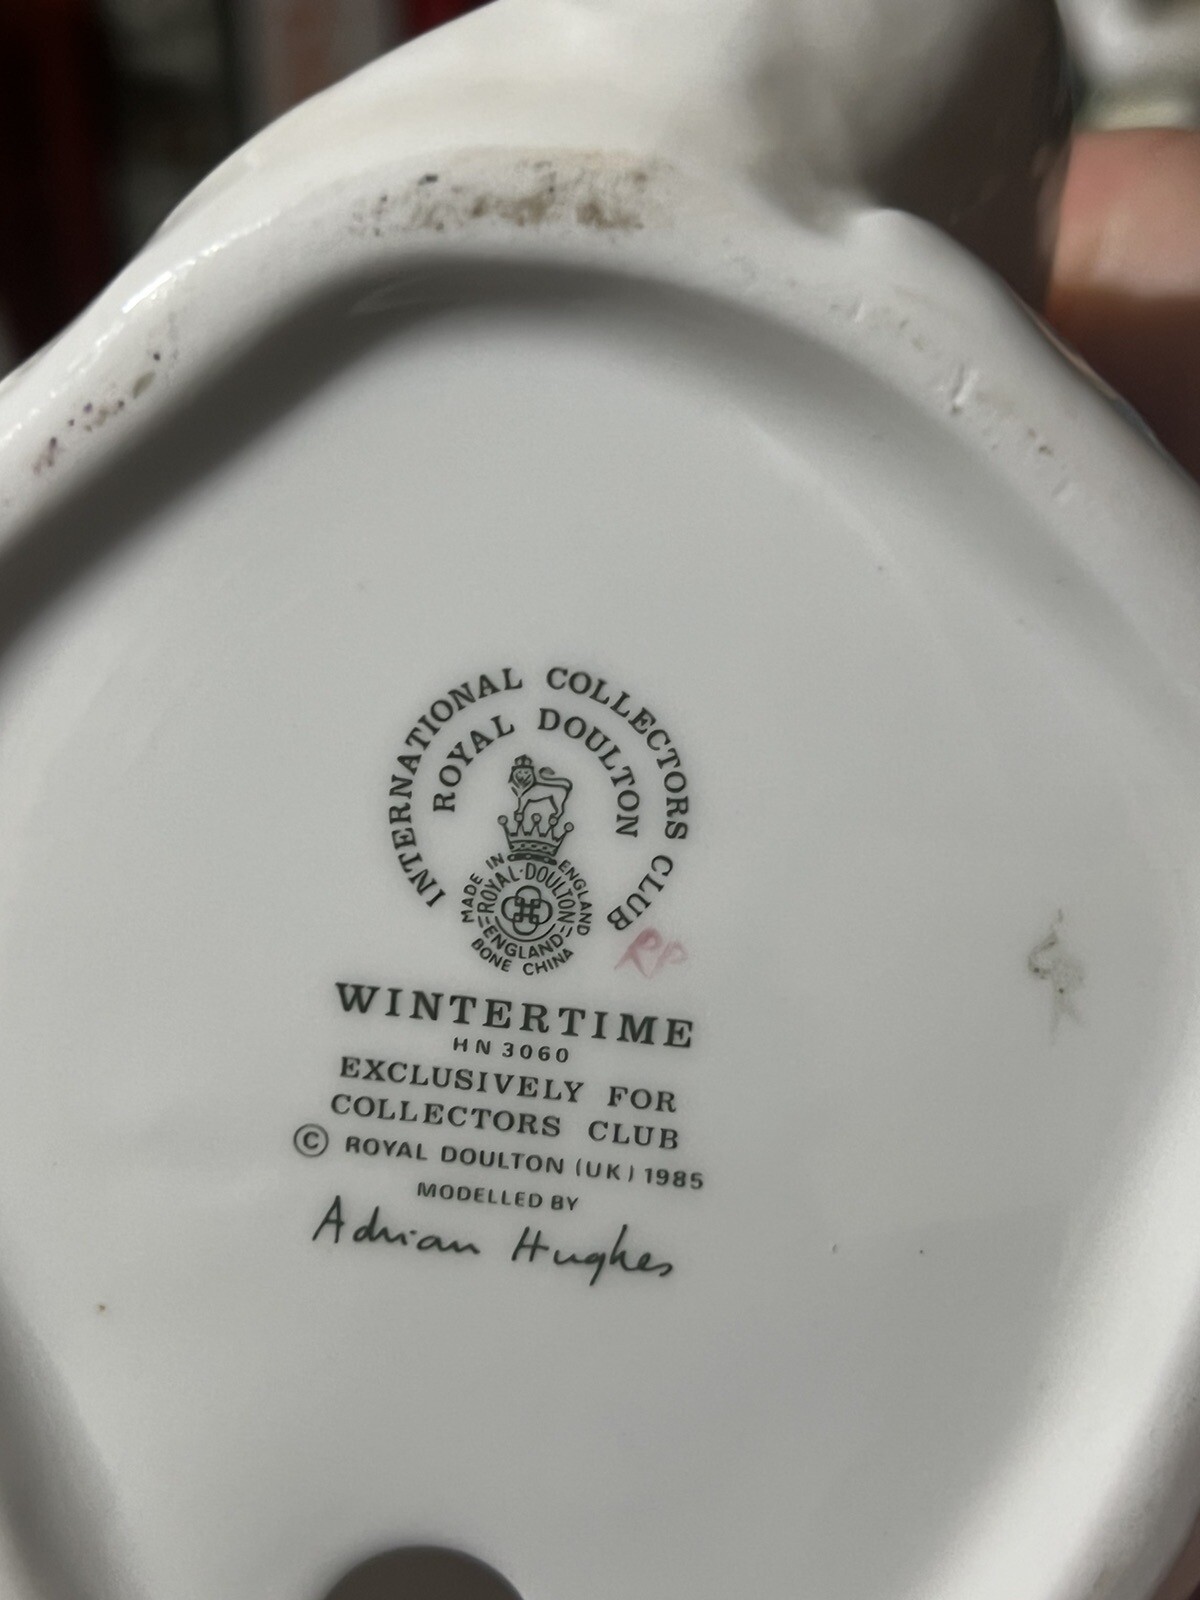 INTERNATIONAL COLLECTORS CLUB
ROYAL DOULTON
MADE IN ENGLAND
ROYAL·DOULTON
ENGLAND
BONE CHINA
RP
WINTERTIME
HN 3060
EXCLUSIVELY FOR
COLLECTORS CLUB
© ROYAL DOULTON (UK) 1985
MODELLED BY
Adrian Hughes